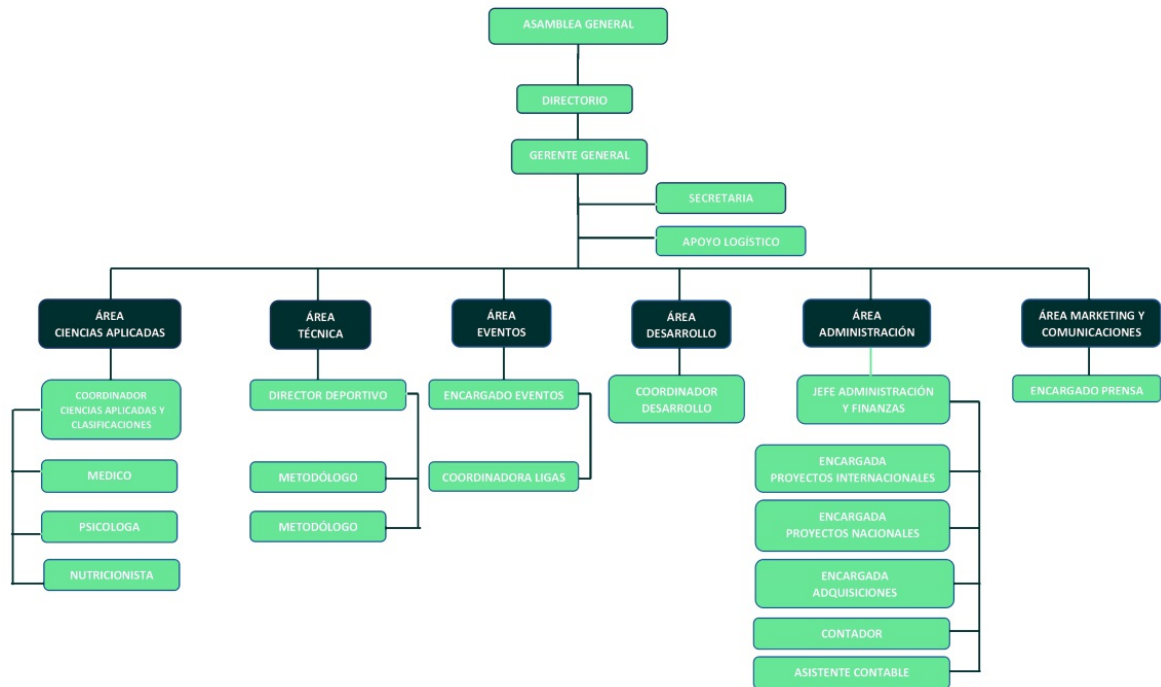 ASAMBLEA GENERAL
DIRECTORIO
GERENTE GENERAL
SECRETARIA
APOYO LOGÍSTICO
ÁREA
CIENCIAS APLICADAS
ÁREA
TÉCNICA
ÁREA
EVENTOS
ÁREA
DESARROLLO
ÁREA
ADMINISTRACIÓN
ÁREA MARKETING Y
COMUNICACIONES
COORDINADOR
CIENCIAS APLICADAS Y
CLASIFICACIONES
MEDICO
PSICOLOGA
NUTRICIONISTA
DIRECTOR DEPORTIVO
METODÓLOGO
METODÓLOGO
ENCARGADO EVENTOS
COORDINADORA LIGAS
COORDINADOR
DESARROLLO
JEFE ADMINISTRACIÓN
Y FINANZAS
ENCARGADA
PROYECTOS INTERNACIONALES
ENCARGADA
PROYECTOS NACIONALES
ENCARGADA
ADQUISICIONES
CONTADOR
ASISTENTE CONTABLE
ENCARGADO PRENSA